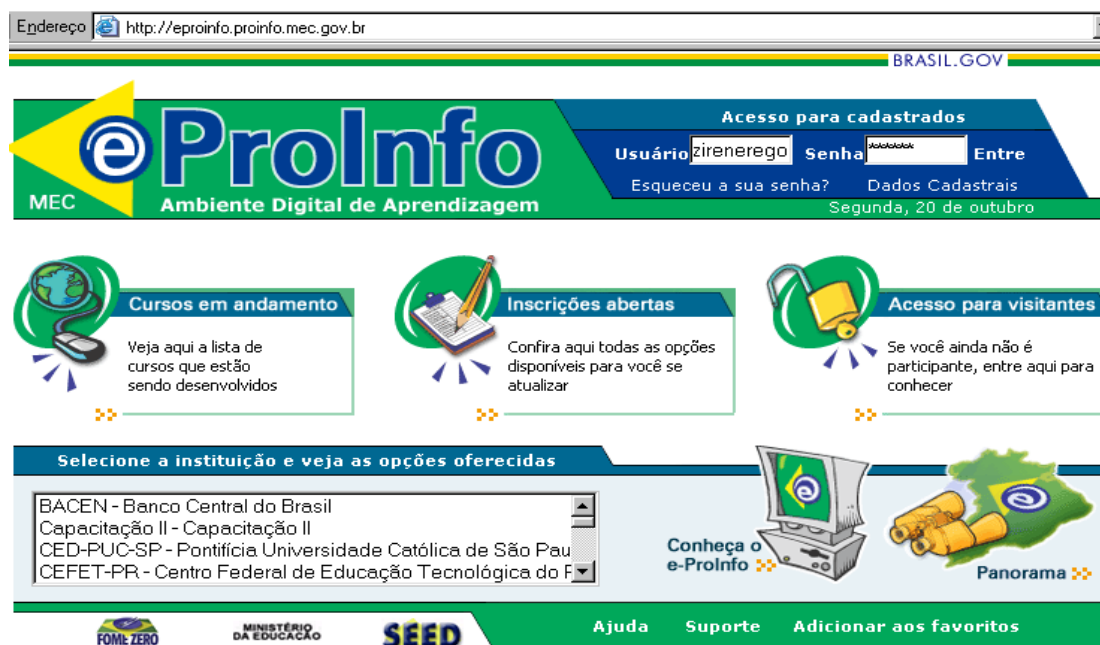 Endereço http://eproinfo.proinfo.mec.gov.br
BRASIL.GOV
e ProInfo
MEC
Ambiente Digital de Aprendizagem
Acesso para cadastrados
Usuário zirenerego Senha ******* Entre
Esqueceu a sua senha? Dados Cadastrais
Segunda, 20 de outubro
Cursos em andamento
Veja aqui a lista de
cursos que estão
sendo desenvolvidos
Inscrições abertas
Confira aqui todas as opções
disponíveis para você se
atualizar
Acesso para visitantes
Se você ainda não é
participante, entre aqui para
conhecer
Selecione a instituição e veja as opções oferecidas
BACEN - Banco Central do Brasil
Capacitação II - Capacitação II
CED-PUC-SP - Pontifícia Universidade Católica de São Pau
CEFET-PR - Centro Federal de Educação Tecnológica do
e
Conheça o
e-ProInfo
e
Panorama
FOME ZERO
MINISTÉRIO
DA EDUCAÇÃO
SEED
Ajuda Suporte Adicionar aos favoritos